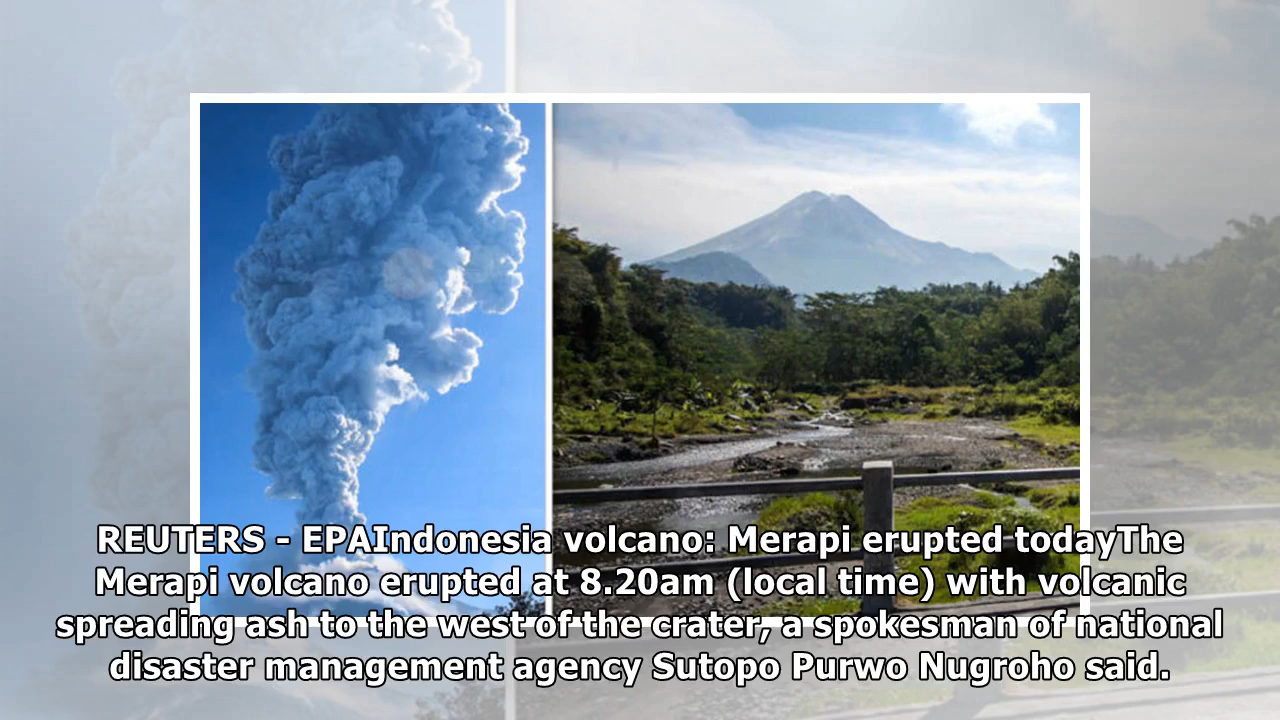 REUTERS - EPAIndonesia volcano: Merapi erupted todayThe
Merapi volcano erupted at 8.20am (local time) with volcanic
spreading ash to the west of the crater, a spokesman of national
disaster management agency Sutopo Purwo Nugroho said.